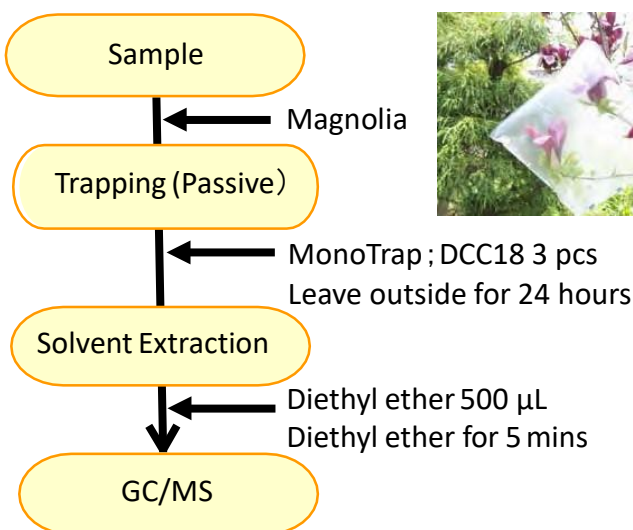 Sample
Magnolia
Trapping (Passive）
MonoTrap ; DCC18 3 pcs
Leave outside for 24 hours
Solvent Extraction
Diethyl ether 500 µL
Diethyl ether for 5 mins
GC/MS